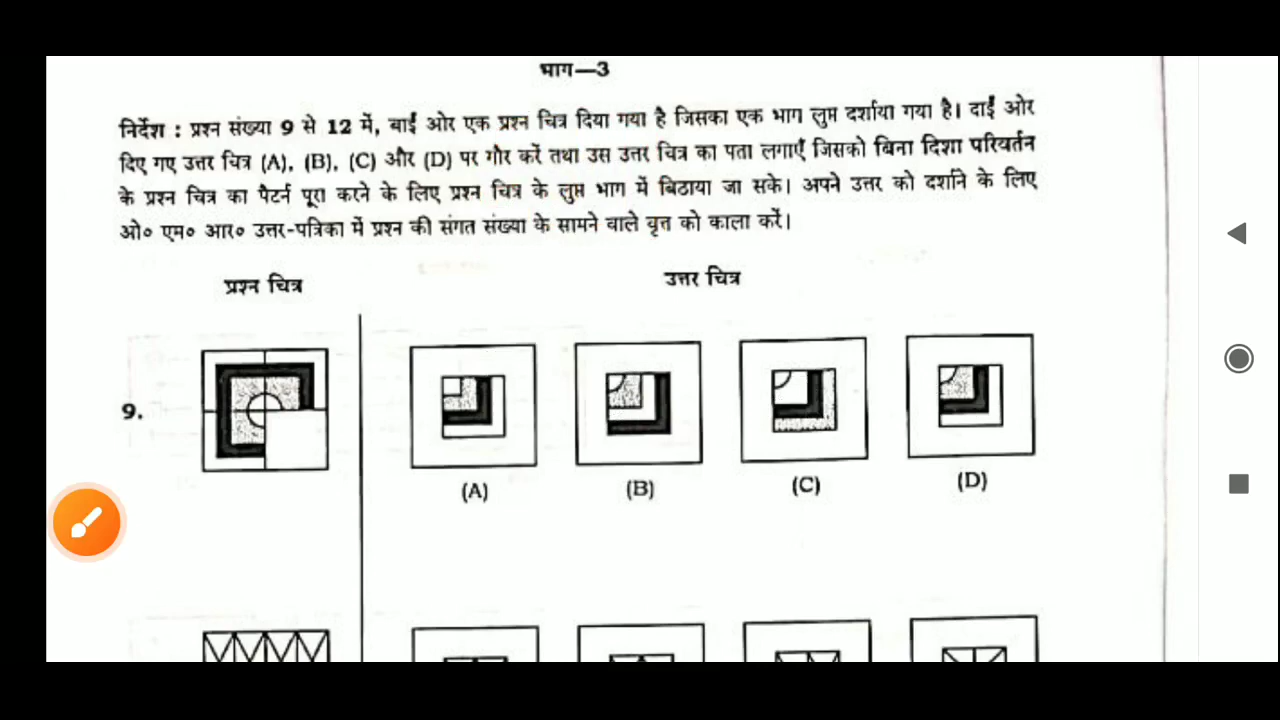 भाग—3
निर्देश : प्रश्न संख्या 9 से 12 में, बाईं ओर एक प्रश्न चित्र दिया गया है जिसका एक भाग लुप्त दर्शाया गया है। दाईं ओर
दिए गए उत्तर चित्र (A), (B), (C) और (D) पर गौर करें तथा उस उत्तर चित्र का पता लगाएँ जिसको बिना दिशा परिवर्तन
के प्रश्न चित्र का पैटर्न पूरा करने के लिए प्रश्न चित्र के लुप्त भाग में बिठाया जा सके। अपने उत्तर को दर्शाने के लिए
ओ० एम० आर० उत्तर-पत्रिका में प्रश्न की संगत संख्या के सामने वाले वृत्त को काला करें।
प्रश्न चित्र
उत्तर चित्र
9.
(A) (B) (C) (D)